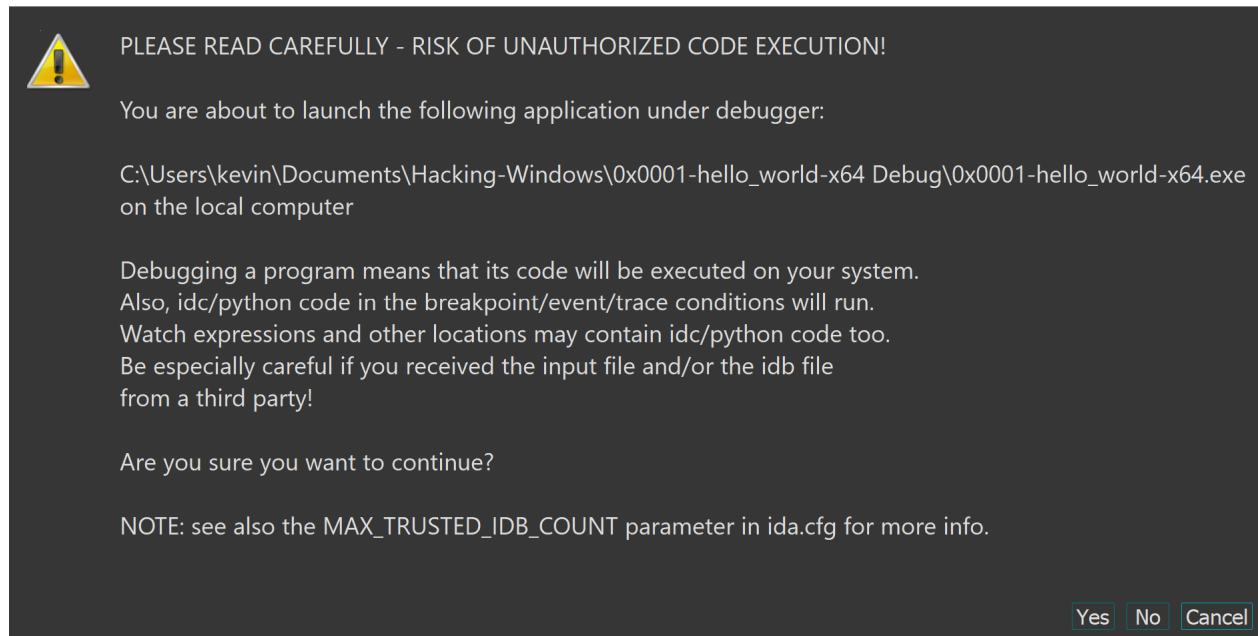 PLEASE READ CAREFULLY - RISK OF UNAUTHORIZED CODE EXECUTION!
You are about to launch the following application under debugger:
C:\Users\kevin\Documents\Hacking-Windows\0x0001-hello_world-x64 Debug\0x0001-hello_world-x64.exe
on the local computer
Debugging a program means that its code will be executed on your system.
Also, idc/python code in the breakpoint/event/trace conditions will run.
Watch expressions and other locations may contain idc/python code too.
Be especially careful if you received the input file and/or the idb file
from a third party!
Are you sure you want to continue?
NOTE: see also the MAX_TRUSTED_IDB_COUNT parameter in ida.cfg for more info.
Yes No Cancel